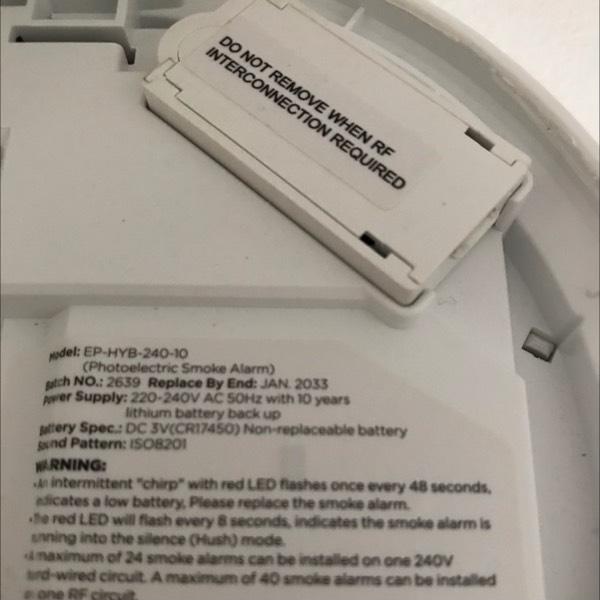 DO NOT REMOVE WHEN RF
INTERCONNECTION REQUIRED
Model: EP-HYB-240-10
(Photoelectric Smoke Alarm)
Batch NO.: 2639 Replace By End: JAN. 2033
Power Supply: 220-240V AC 50Hz with 10 years
lithium battery back up
Battery Spec.: DC 3V(CR17450) Non-replaceable battery
Sound Pattern: ISO8201
WARNING:
•An intermittent "chirp" with red LED flashes once every 48 seconds,
indicates a low battery, Please replace the smoke alarm.
•The red LED will flash every 8 seconds, indicates the smoke alarm is
running into the silence (Hush) mode.
•A maximum of 24 smoke alarms can be installed on one 240V
hard-wired circuit. A maximum of 40 smoke alarms can be installed
one RF circuit.